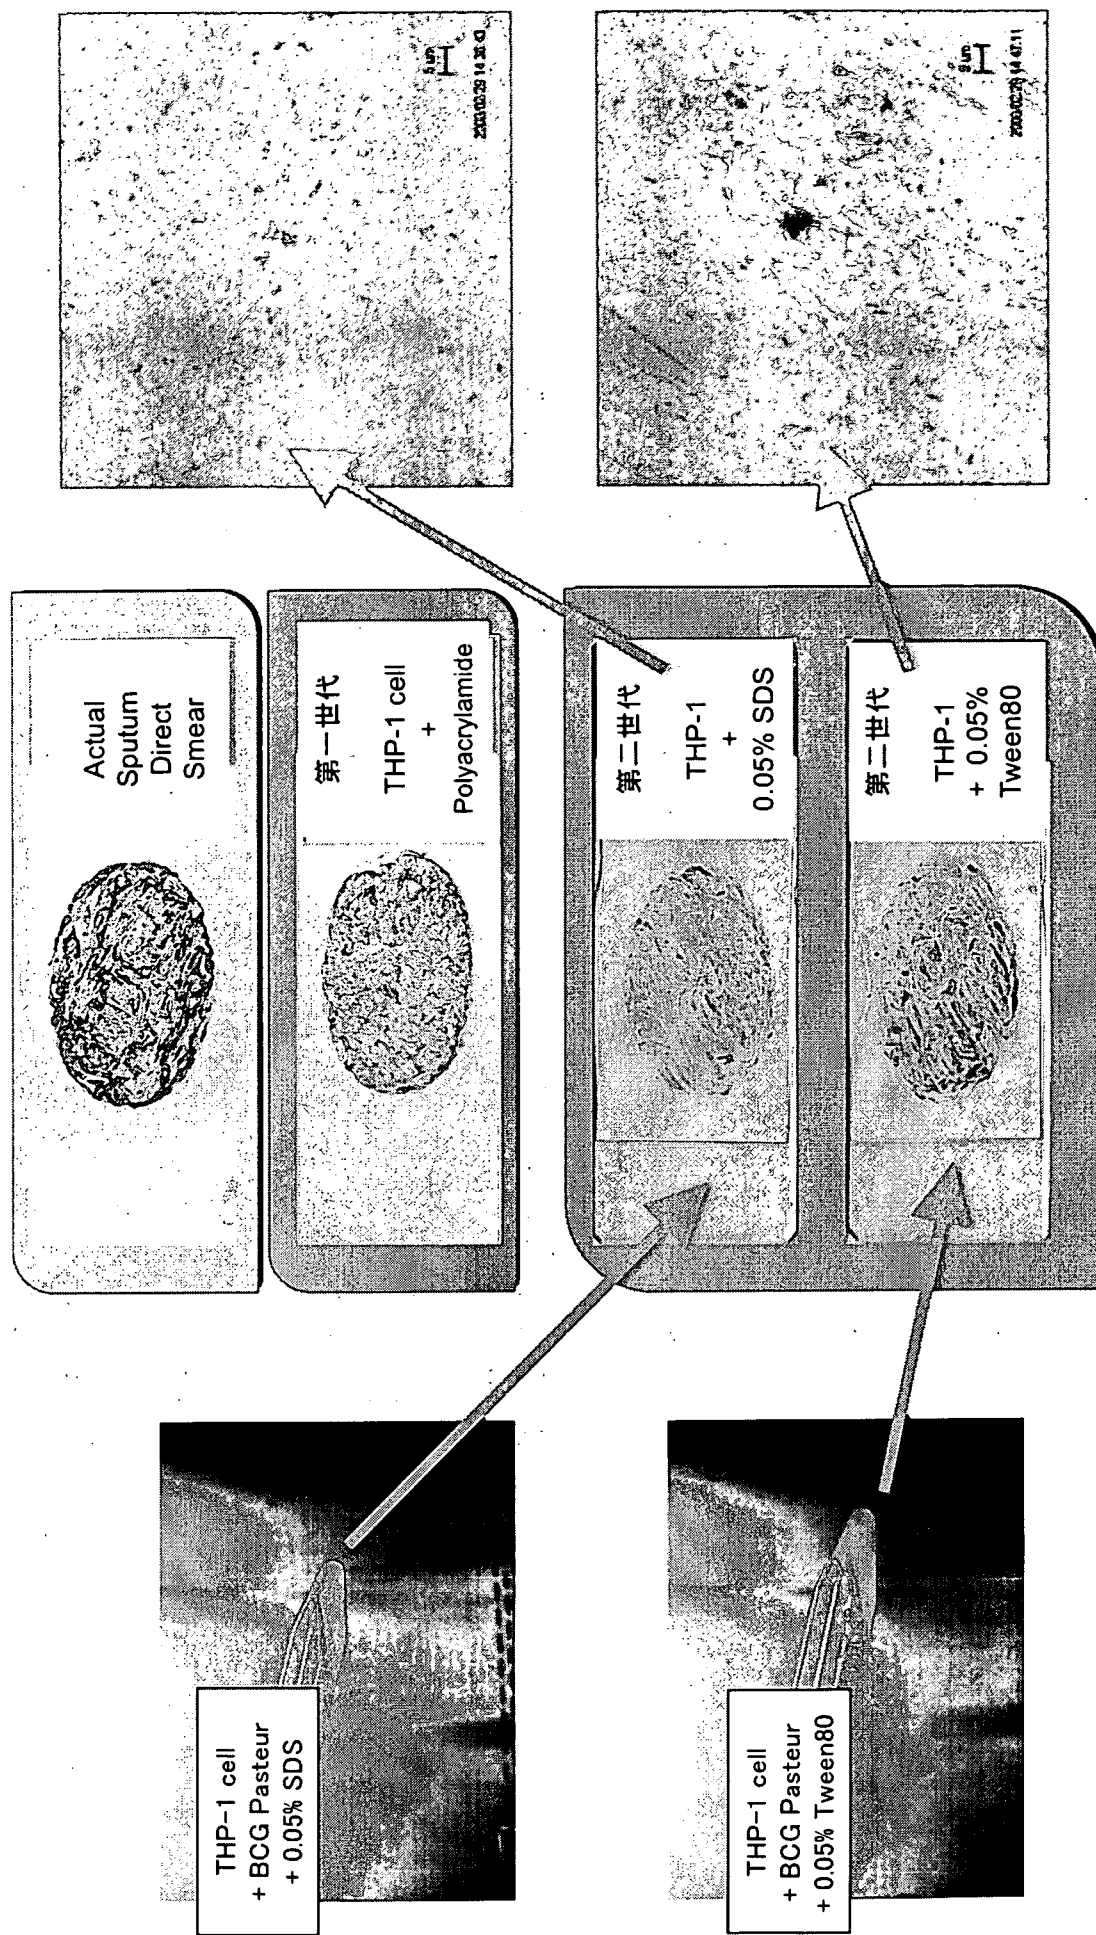 5 um
Actual
Sputum
Direct
Smear
第一世代
THP-1 cell
+
Polyacrylamide
第二世代
THP-1
+
0.05% SDS
第二世代
THP-1
+ 0.05%
Tween80
THP-1 cell
+ BCG Pasteur
+ 0.05% SDS
THP-1 cell
+ BCG Pasteur
+ 0.05% Tween80